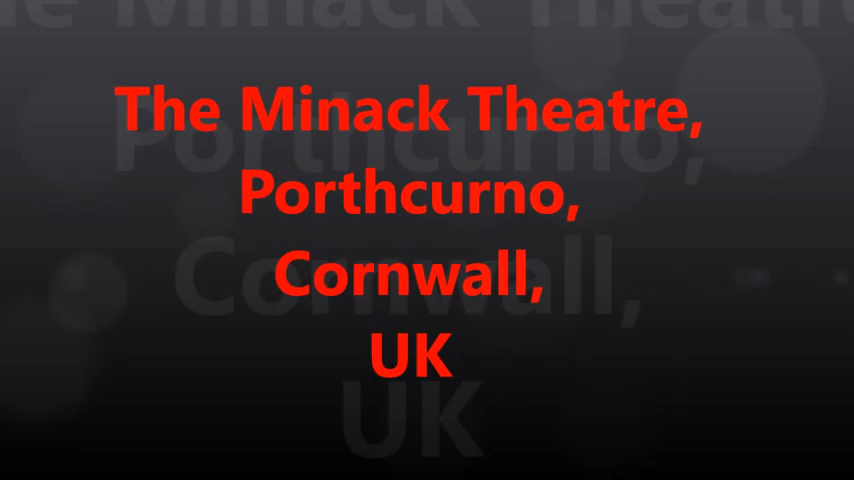 The Minack Theatre,
Porthcurno,
Cornwall,
UK